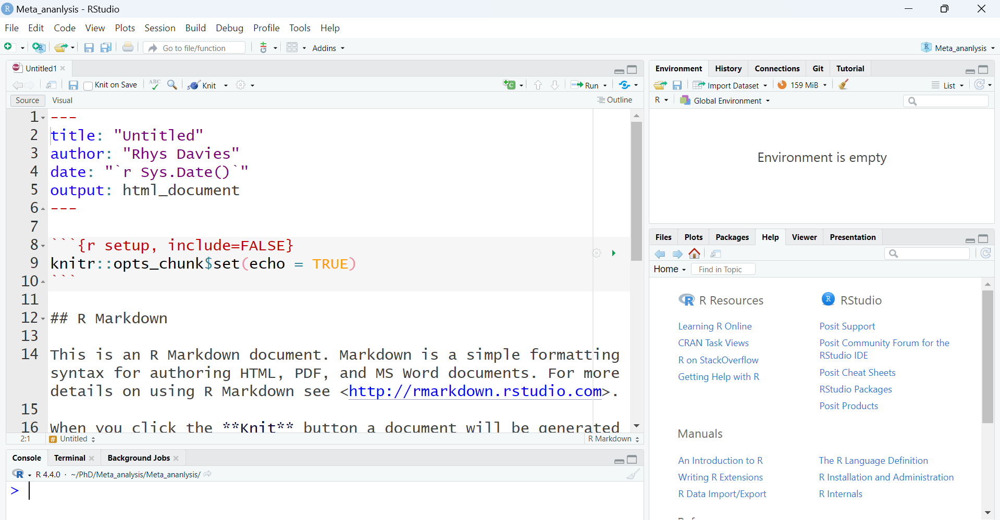 Meta_ananlysis - RStudio
File Edit Code View Plots Session Build Debug Profile Tools Help
Go to file/function Addins Meta_ananlysis
Untitled1
Knit on Save ABC Knit Run
Source Visual Outline
1 ---
2 title: "Untitled"
3 author: "Rhys Davies"
4 date: "`r Sys.Date()`"
5 output: html_document
6 ---
7
8 ```{r setup, include=FALSE}
9 knitr::opts_chunk$set(echo = TRUE)
10 ```
11
12 ## R Markdown
13
14 This is an R Markdown document. Markdown is a simple formatting
syntax for authoring HTML, PDF, and MS Word documents. For more
details on using R Markdown see <http://rmarkdown.rstudio.com>.
15
16 When you click the **Knit** button a document will be generated
2:1 # Untitled R Markdown
Console Terminal Background Jobs
R R 4.4.0 · ~/PhD/Meta_analysis/Meta_ananlysis/
>
Environment History Connections Git Tutorial
Import Dataset 159 MiB List
R Global Environment
Environment is empty
Files Plots Packages Help Viewer Presentation
Home Find in Topic
R R Resources
Learning R Online
CRAN Task Views
R on StackOverflow
Getting Help with R
R RStudio
Posit Support
Posit Community Forum for the
RStudio IDE
Posit Cheat Sheets
RStudio Packages
Posit Products
Manuals
An Introduction to R
Writing R Extensions
R Data Import/Export
The R Language Definition
R Installation and Administration
R Internals